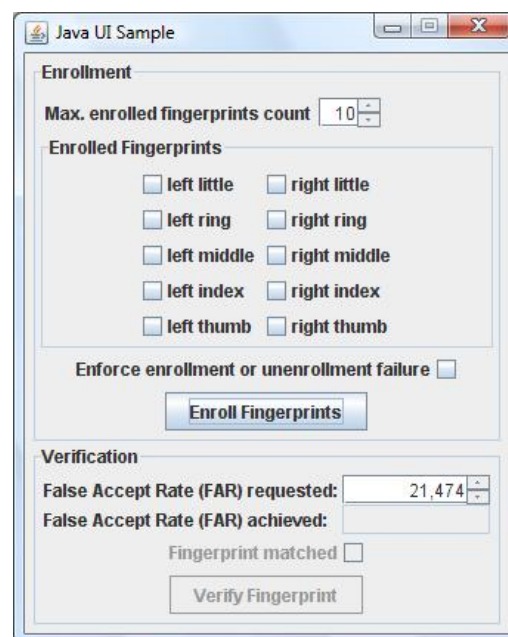 Java UI Sample
Enrollment
Max. enrolled fingerprints count 10
Enrolled Fingerprints
left little right little
left ring right ring
left middle right middle
left index right index
left thumb right thumb
Enforce enrollment or unenrollment failure
Enroll Fingerprints
Verification
False Accept Rate (FAR) requested: 21,474
False Accept Rate (FAR) achieved:
Fingerprint matched
Verify Fingerprint